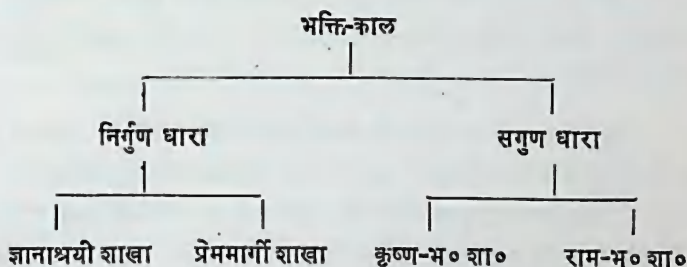 भक्ति-काल
निर्गुण धारा सगुण धारा
ज्ञानाश्रयी शाखा प्रेममार्गी शाखा कृष्ण-भ० शा० राम-भ० शा०